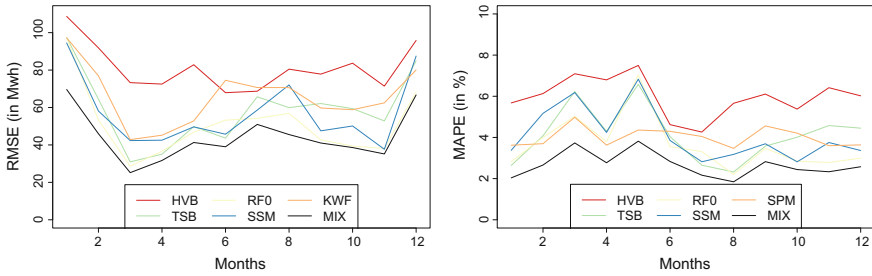 RMSE (in Mwh)
100
80
60
40
20
0
HVB RF0 KWF
TSB SSM MIX
2 4 6 8 10 12
Months
MAPE (in %)
10
8
6
4
2
0
HVB RF0 SPM
TSB SSM MIX
2 4 6 8 10 12
Months